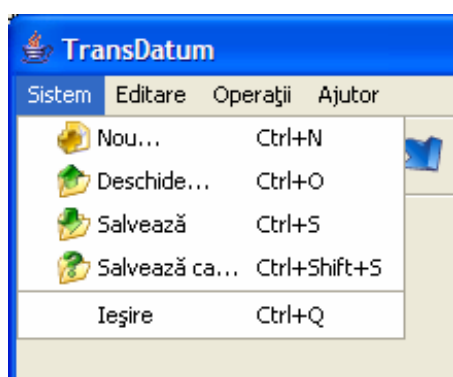 TransDatum
Sistem Editare Operaţii Ajutor
Nou... Ctrl+N
Deschide... Ctrl+O
Salvează Ctrl+S
Salvează ca... Ctrl+Shift+S
Ieşire Ctrl+Q